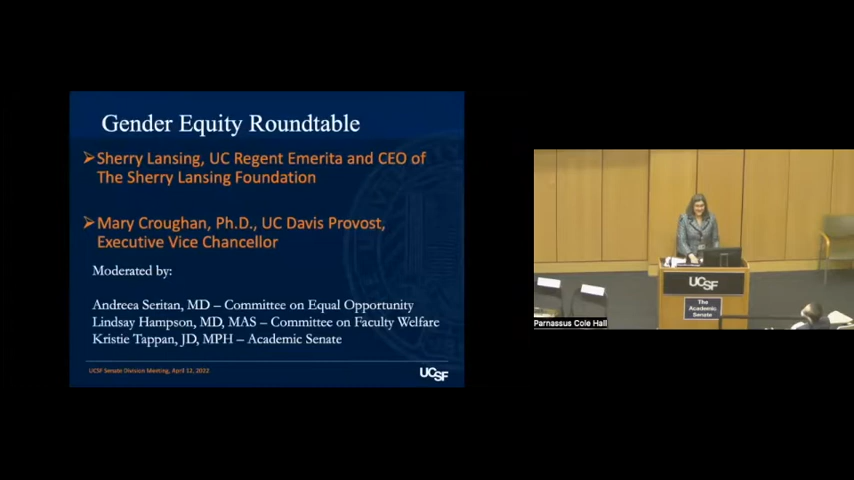 Gender Equity Roundtable
➢Sherry Lansing, UC Regent Emerita and CEO of
The Sherry Lansing Foundation
➢Mary Croughan, Ph.D., UC Davis Provost,
Executive Vice Chancellor
Moderated by:
Andreea Seritan, MD – Committee on Equal Opportunity
Lindsay Hampson, MD, MAS – Committee on Faculty Welfare
Kristie Tappan, JD, MPH – Academic Senate
UCSF Senate Division Meeting, April 12, 2022
UCSF
UCSF
The
Academic
Senate
Parnassus Cole Hall